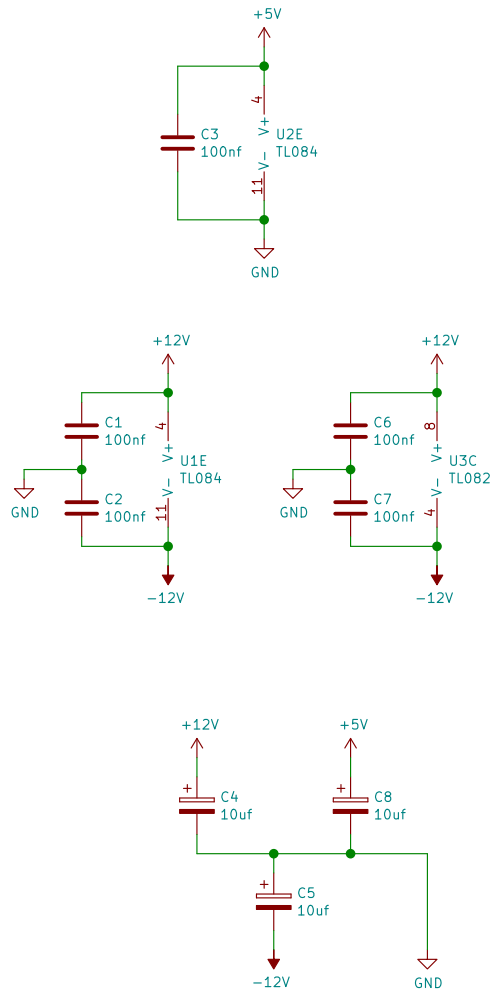 +5V
4
V+
C3
100nf
U2E
TL084
V-
11
GND
+12V
4
C1
100nf
V+
U1E
TL084
GND
C2
100nf
V-
11
-12V
+12V
8
C6
100nf
V+
U3C
TL082
GND
C7
100nf
V-
4
-12V
+12V
+
C4
10uf
+5V
+
C8
10uf
+
C5
10uf
-12V
GND